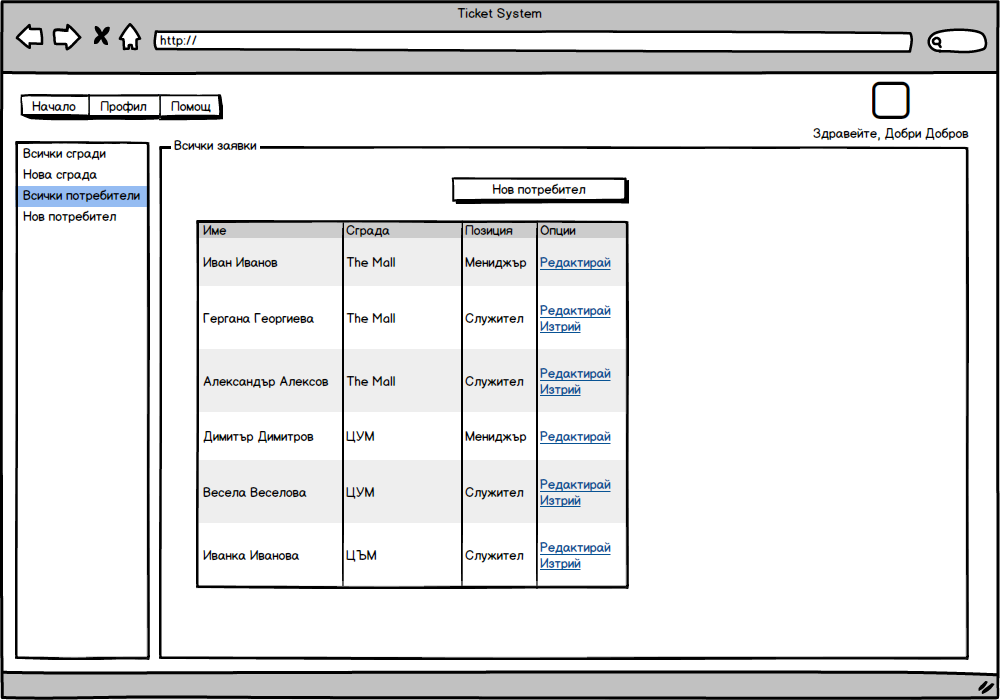 Ticket System
http://
Начало Профил Помощ
Здравейте, Добри Добров
Всички сгради
Нова сграда
Всички потребители
Нов потребител
Всички заявки
Нов потребител
Име Сграда Позиция Опции
Иван Иванов The Mall Мениджър Редактирай
Гергана Георгиева The Mall Служител Редактирай
Изтрий
Александър Алексов The Mall Служител Редактирай
Изтрий
Димитър Димитров ЦУМ Мениджър Редактирай
Весела Веселова ЦУМ Служител Редактирай
Изтрий
Иванка Иванова ЦЪМ Служител Редактирай
Изтрий